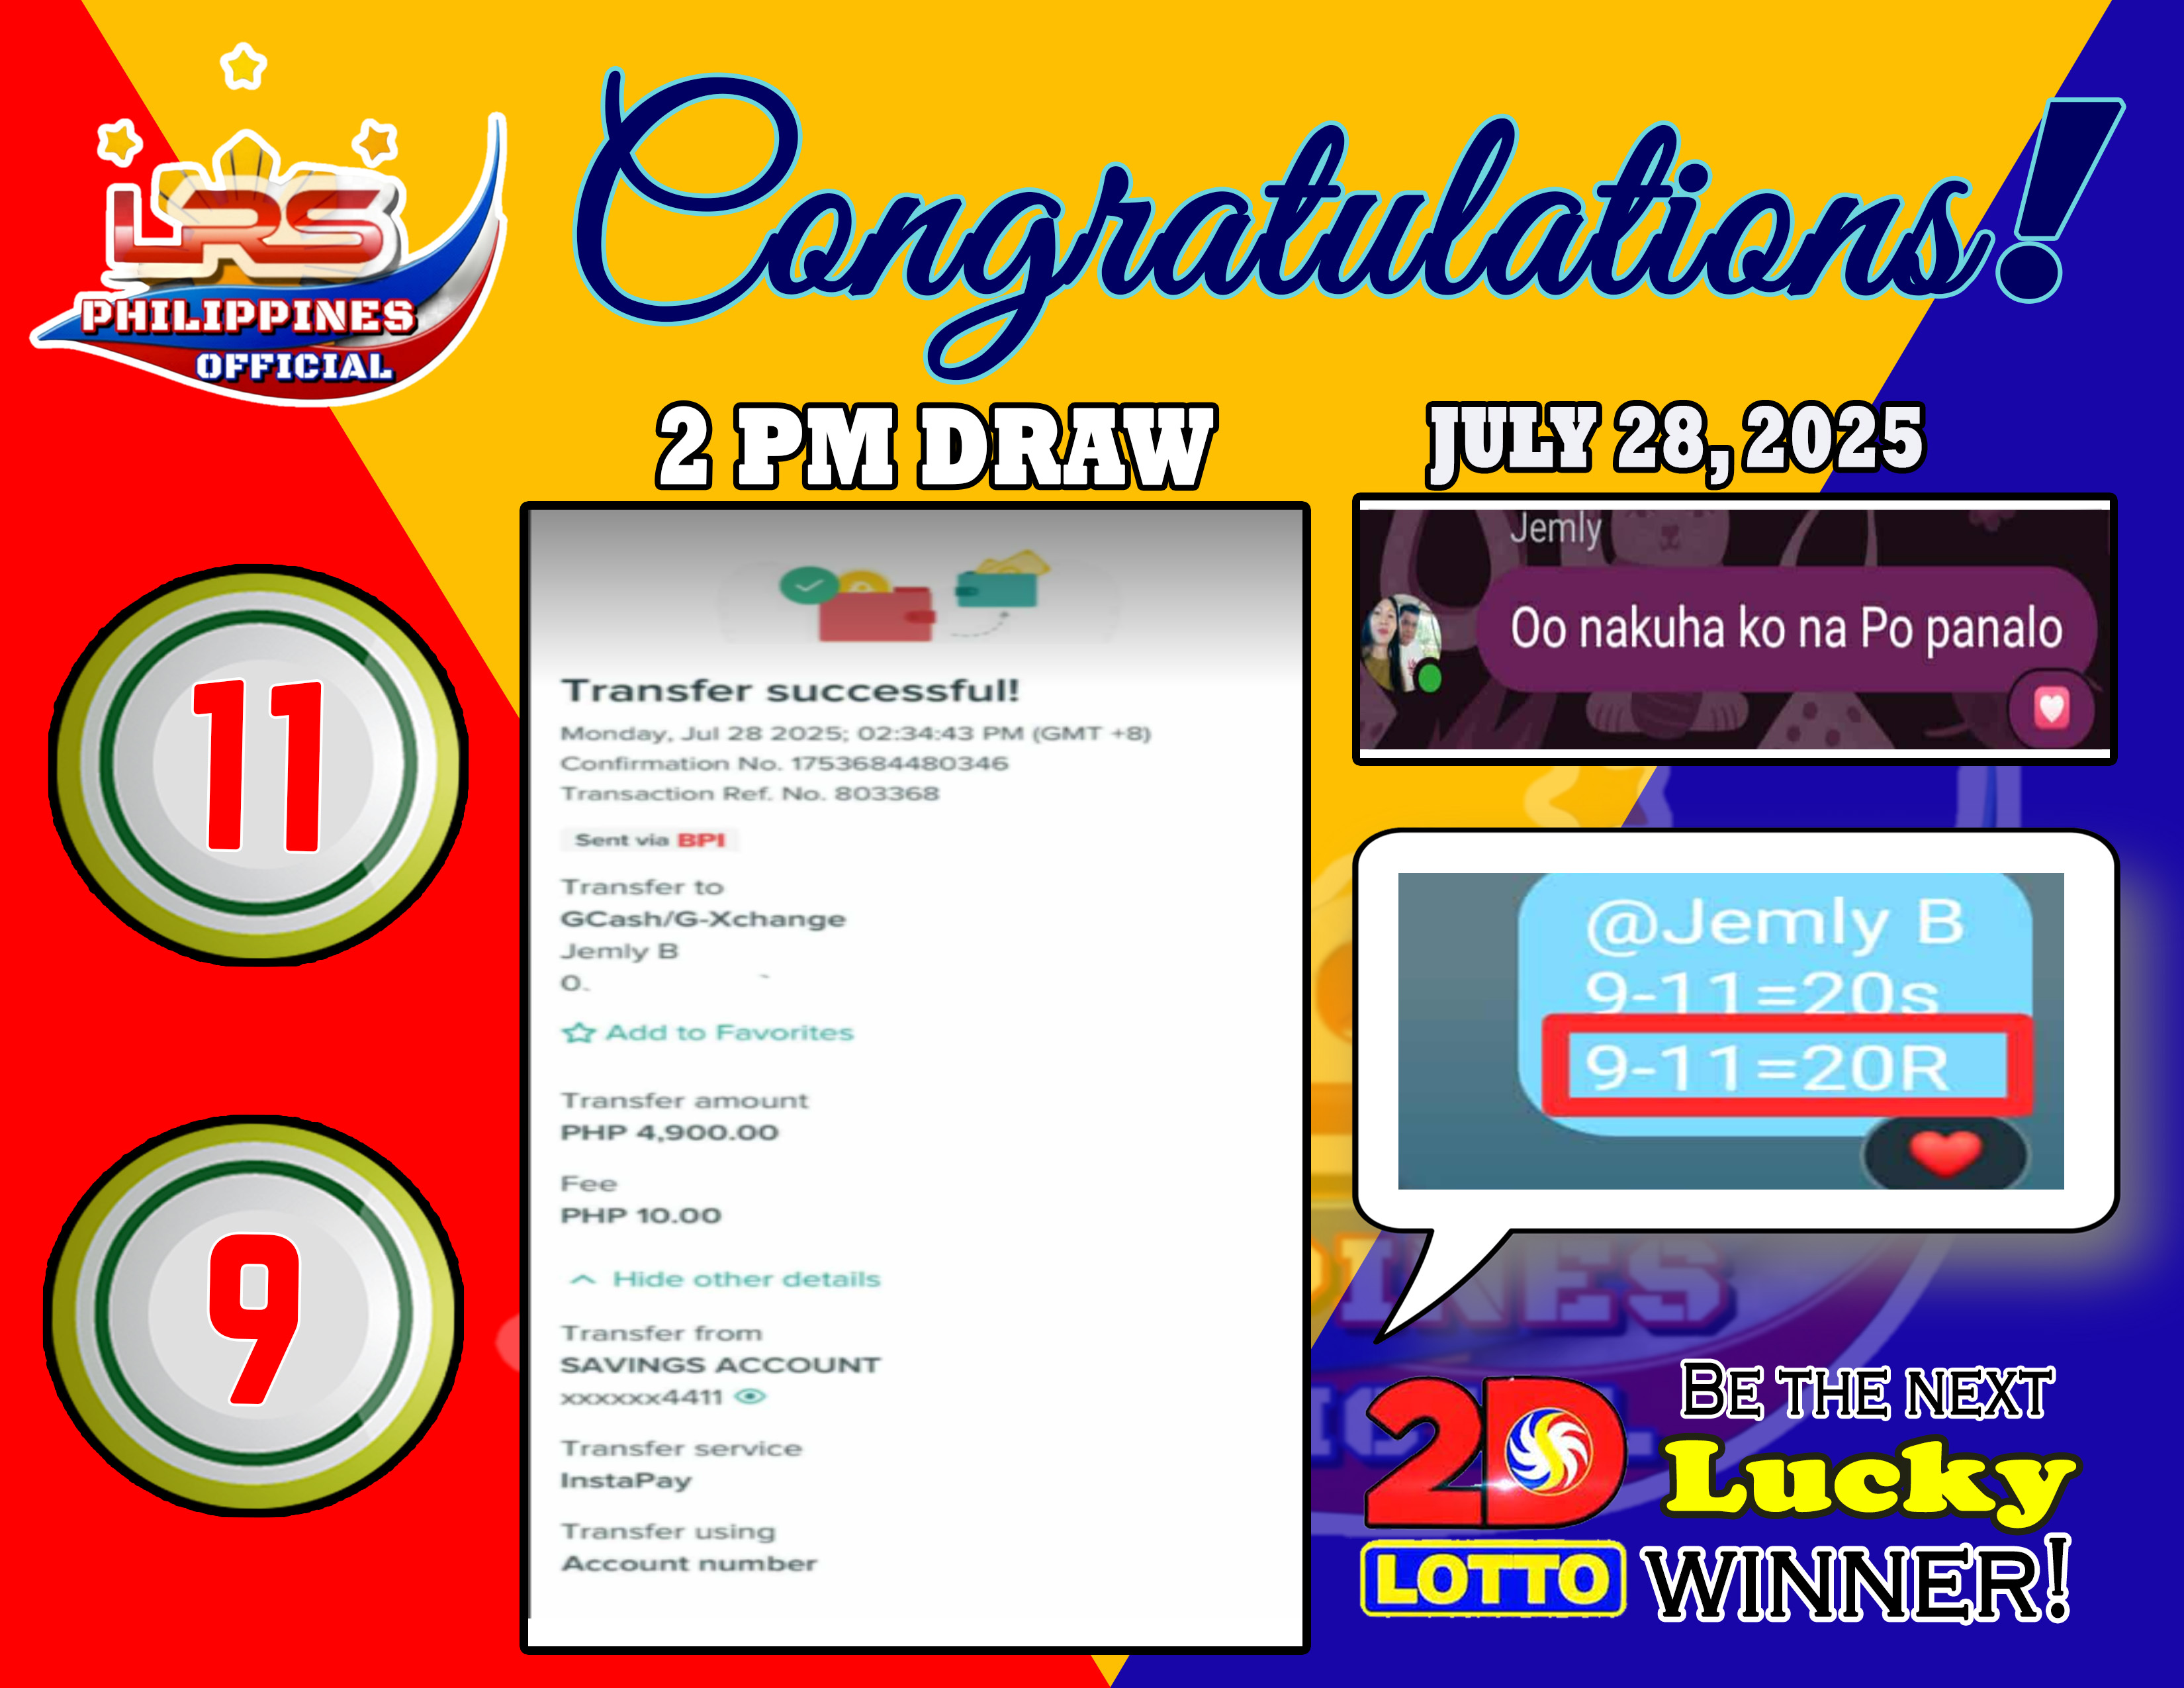 LRS
PHILIPPINES
OFFICIAL
Congratulations!
2 PM DRAW
JULY 28, 2025
11
9
Transfer successful!
Monday, Jul 28 2025; 02:34:43 PM (GMT +8)
Confirmation No. 1753684480346
Transaction Ref. No. 803368
Sent via BPI
Transfer to
GCash/G-Xchange
Jemly B
0.
Add to Favorites
Transfer amount
PHP 4,900.00
Fee
PHP 10.00
Hide other details
Transfer from
SAVINGS ACCOUNT
xxxxxx4411
Transfer service
InstaPay
Transfer using
Account number
Jemly
Oo nakuha ko na Po panalo
@Jemly B
9-11=20s
9-11=20R
2D
LOTTO
BE THE NEXT
Lucky
WINNER!